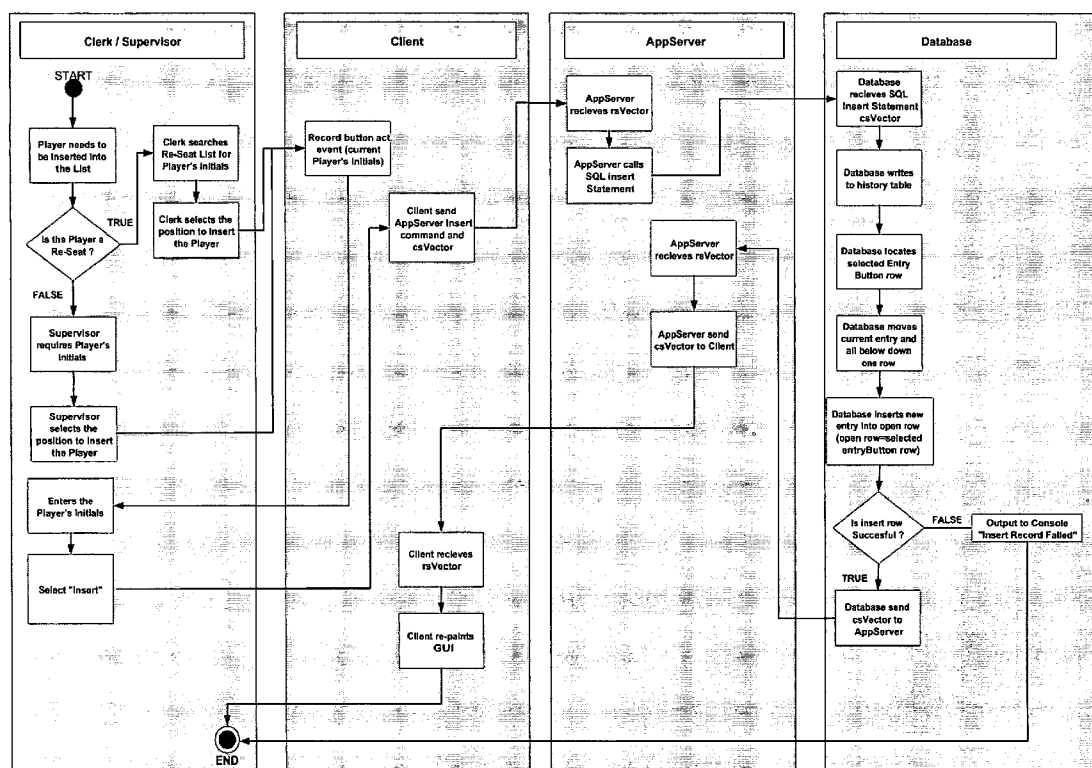 Clerk / Supervisor
START
Player needs
to be Inserted into
the List
Is the Player a
Re-Seat ?
TRUE
FALSE
Clerk searches
Re-Seat List for
Player's initials
Clerk selects the
position to Insert
the Player
Supervisor
requires Player's
Initials
Supervisor
selects the
position to Insert
the Player
Enters the
Player's Initials
Select "Insert"
END
Client
Record button act
event (current
Player's Initials)
Client send
AppServer Insert
command and
csVector
Client recieves
rsVector
Client re-paints
GUI
AppServer
AppServer
recieves rsVector
AppServer calls
SQL insert
Statement
AppServer
recieves rsVector
AppServer send
csVector to Client
Database
Database
recieves SQL
Insert Statement
csVector
Database writes
to history table
Database locates
selected Entry
Button row
Database moves
current entry and
all below down
one row
Database Inserts new
entry into open row
(open row=selected
entryButton row)
Is insert row
Succesful ?
FALSE
Output to Console
"Insert Record Failed"
TRUE
Database send
csVector to
AppServer